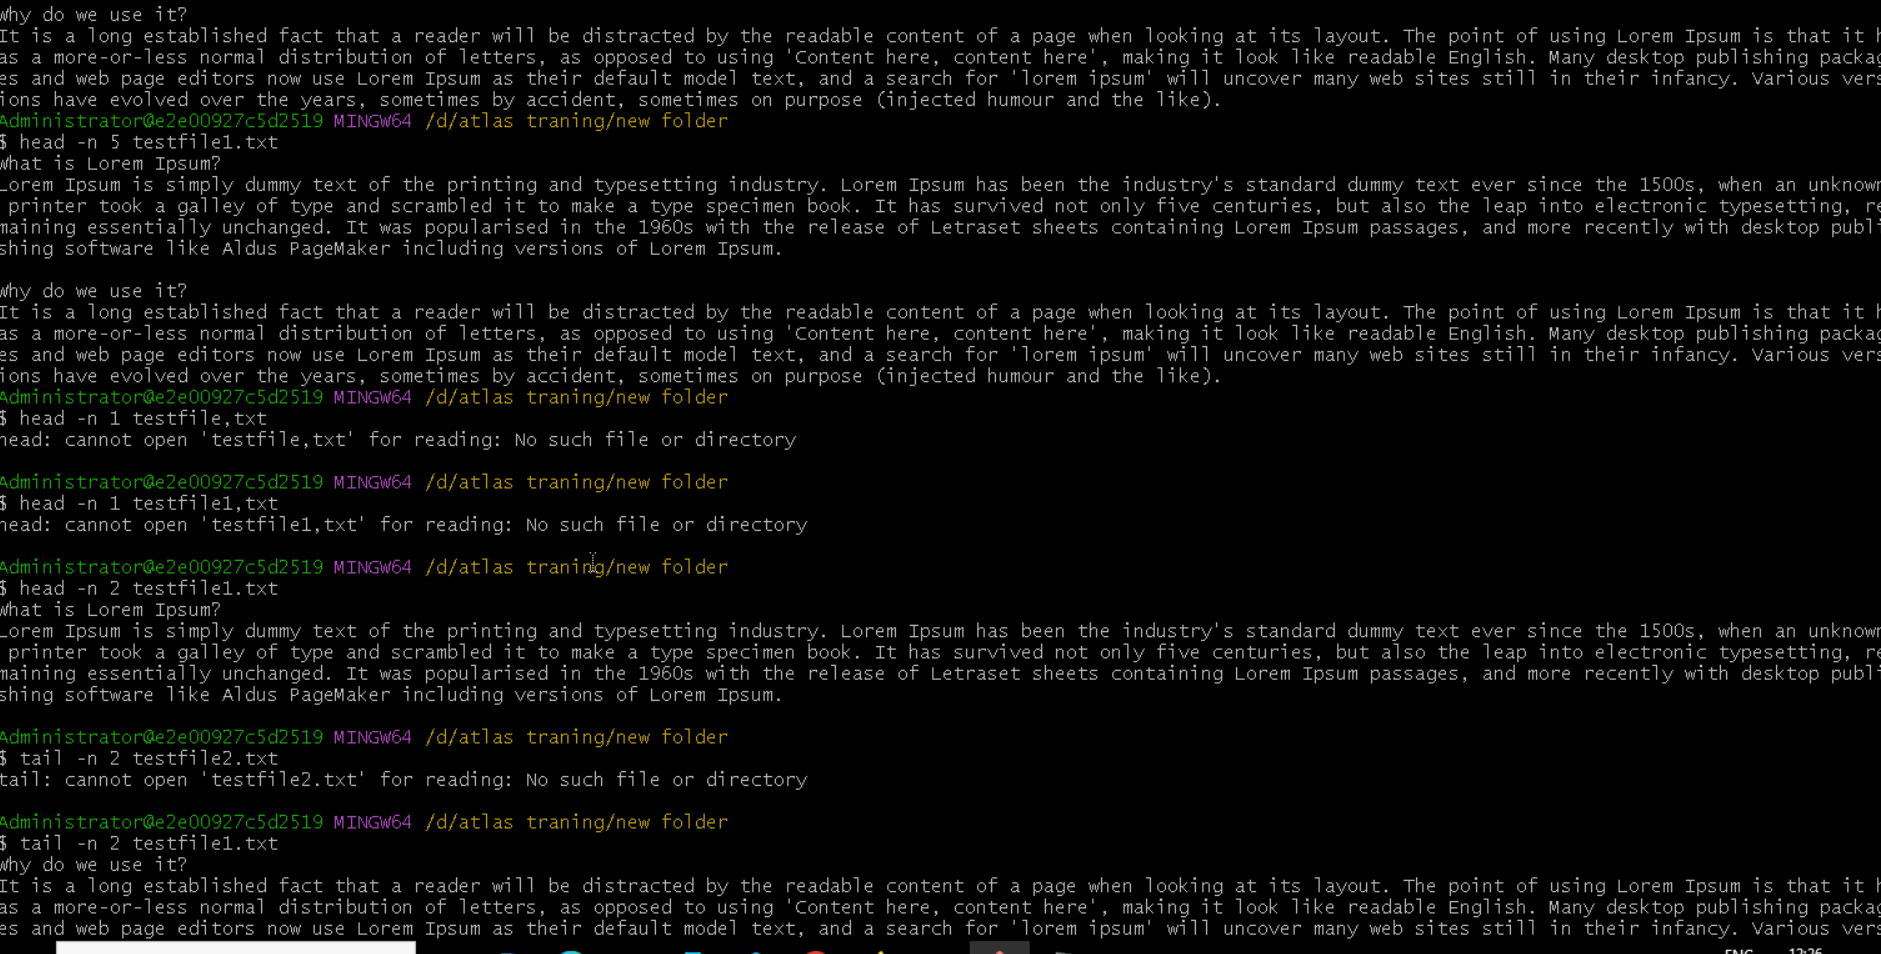 Why do we use it?
It is a long established fact that a reader will be distracted by the readable content of a page when looking at its layout. The point of using Lorem Ipsum is that it h
as a more-or-less normal distribution of letters, as opposed to using 'Content here, content here', making it look like readable English. Many desktop publishing packag
es and web page editors now use Lorem Ipsum as their default model text, and a search for 'lorem ipsum' will uncover many web sites still in their infancy. Various vers
ions have evolved over the years, sometimes by accident, sometimes on purpose (injected humour and the like).
Administrator@e2e00927c5d2519 MINGW64 /d/atlas traning/new folder
$ head -n 5 testfile1.txt
What is Lorem Ipsum?
Lorem Ipsum is simply dummy text of the printing and typesetting industry. Lorem Ipsum has been the industry's standard dummy text ever since the 1500s, when an unknown
printer took a galley of type and scrambled it to make a type specimen book. It has survived not only five centuries, but also the leap into electronic typesetting, re
maining essentially unchanged. It was popularised in the 1960s with the release of Letraset sheets containing Lorem Ipsum passages, and more recently with desktop publi
shing software like Aldus PageMaker including versions of Lorem Ipsum.
Why do we use it?
It is a long established fact that a reader will be distracted by the readable content of a page when looking at its layout. The point of using Lorem Ipsum is that it h
as a more-or-less normal distribution of letters, as opposed to using 'Content here, content here', making it look like readable English. Many desktop publishing packag
es and web page editors now use Lorem Ipsum as their default model text, and a search for 'lorem ipsum' will uncover many web sites still in their infancy. Various vers
ions have evolved over the years, sometimes by accident, sometimes on purpose (injected humour and the like).
Administrator@e2e00927c5d2519 MINGW64 /d/atlas traning/new folder
$ head -n 1 testfile,txt
head: cannot open 'testfile,txt' for reading: No such file or directory
Administrator@e2e00927c5d2519 MINGW64 /d/atlas traning/new folder
$ head -n 1 testfile1,txt
head: cannot open 'testfile1,txt' for reading: No such file or directory
Administrator@e2e00927c5d2519 MINGW64 /d/atlas traning/new folder
$ head -n 2 testfile1.txt
What is Lorem Ipsum?
Lorem Ipsum is simply dummy text of the printing and typesetting industry. Lorem Ipsum has been the industry's standard dummy text ever since the 1500s, when an unknown
printer took a galley of type and scrambled it to make a type specimen book. It has survived not only five centuries, but also the leap into electronic typesetting, re
maining essentially unchanged. It was popularised in the 1960s with the release of Letraset sheets containing Lorem Ipsum passages, and more recently with desktop publi
shing software like Aldus PageMaker including versions of Lorem Ipsum.
Administrator@e2e00927c5d2519 MINGW64 /d/atlas traning/new folder
$ tail -n 2 testfile2.txt
tail: cannot open 'testfile2.txt' for reading: No such file or directory
Administrator@e2e00927c5d2519 MINGW64 /d/atlas traning/new folder
$ tail -n 2 testfile1.txt
Why do we use it?
It is a long established fact that a reader will be distracted by the readable content of a page when looking at its layout. The point of using Lorem Ipsum is that it h
as a more-or-less normal distribution of letters, as opposed to using 'Content here, content here', making it look like readable English. Many desktop publishing packag
es and web page editors now use Lorem Ipsum as their default model text, and a search for 'lorem ipsum' will uncover many web sites still in their infancy. Various vers